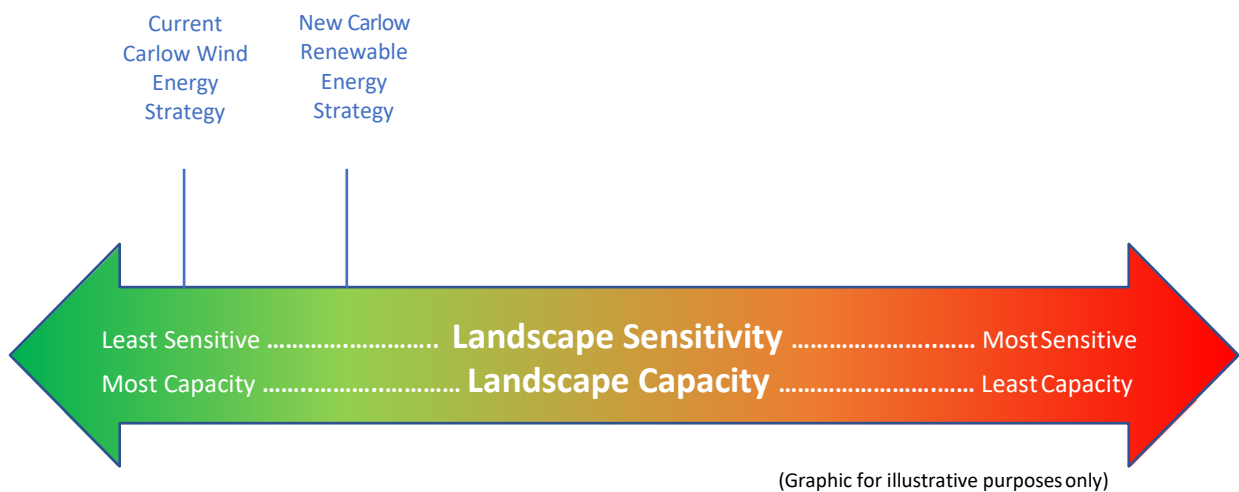 Current
Carlow Wind
Energy
Strategy
New Carlow
Renewable
Energy
Strategy
Least Sensitive ………….………….. Landscape Sensitivity ……………………..…… Most Sensitive
Most Capacity ……..……..………… Landscape Capacity …………………….…… Least Capacity
(Graphic for illustrative purposes only)